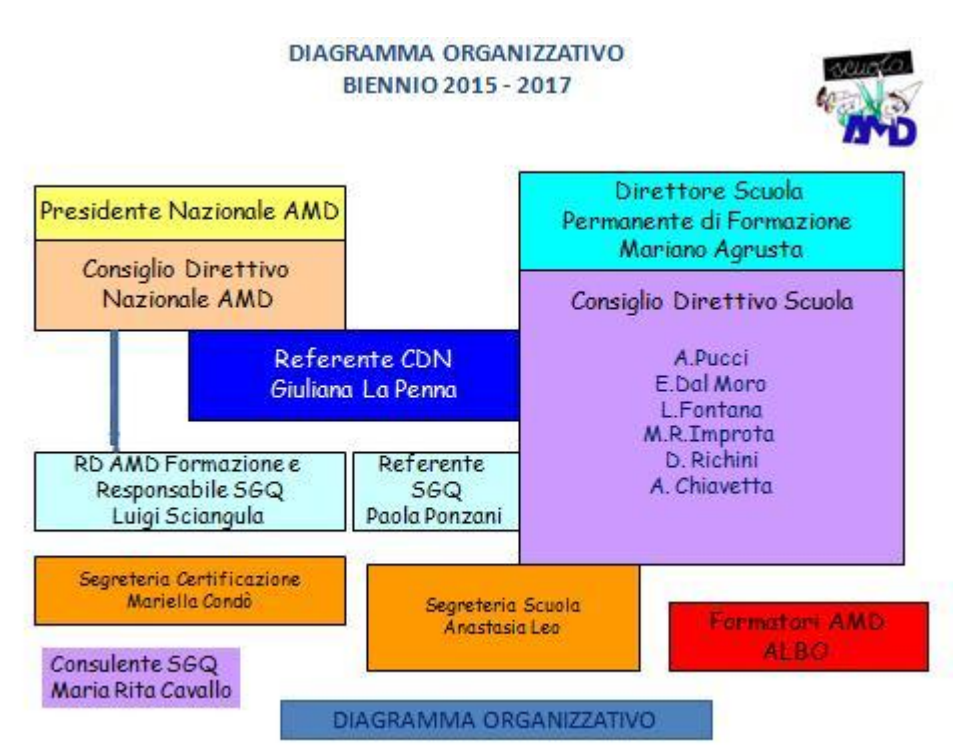 DIAGRAMMA ORGANIZZATIVO
BIENNIO 2015 - 2017
scuola
AMD
Presidente Nazionale AMD
Consiglio Direttivo
Nazionale AMD
Direttore Scuola
Permanente di Formazione
Mariano Agrusta
Consiglio Direttivo Scuola
A.Pucci
E.Dal Moro
L.Fontana
M.R.Improta
D. Richini
A. Chiavetta
Referente CDN
Giuliana La Penna
RD AMD Formazione e
Responsabile SGQ
Luigi Sciangula
Referente
SGQ
Paola Ponzani
Segreteria Certificazione
Mariella Condò
Segreteria Scuola
Anastasia Leo
Formatori AMD
ALBO
Consulente SGQ
Maria Rita Cavallo
DIAGRAMMA ORGANIZZATIVO